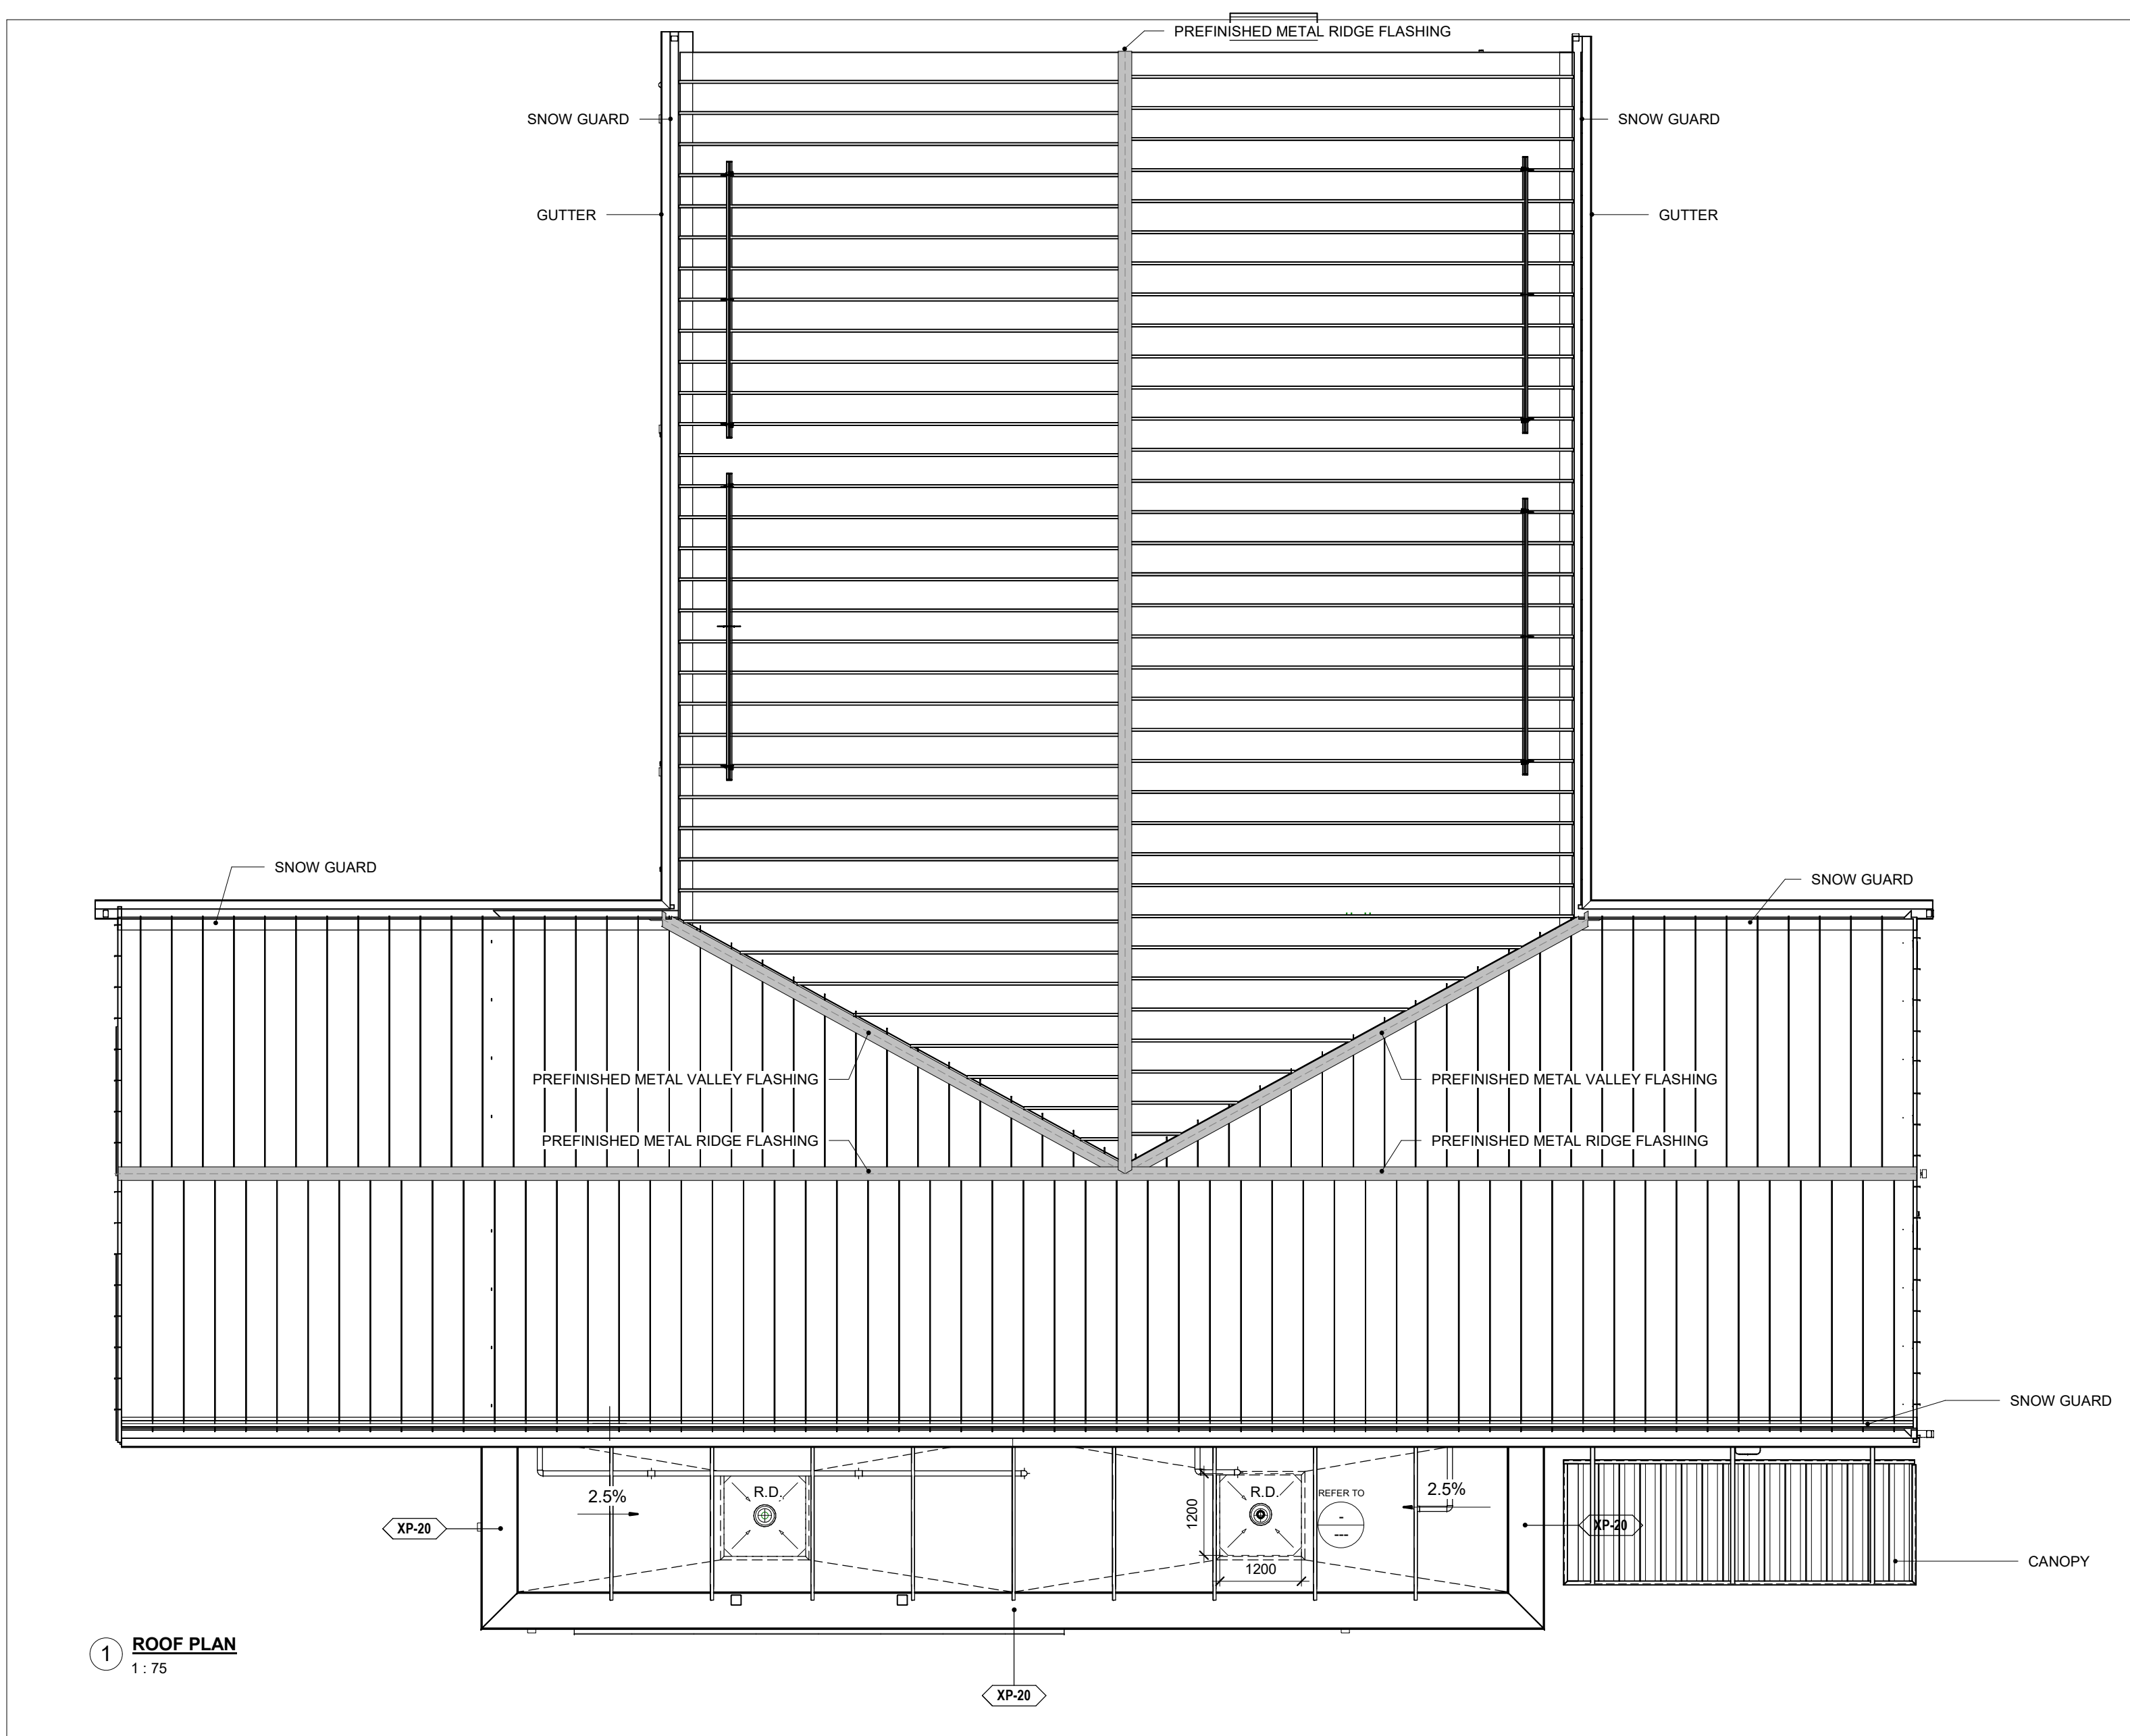 PREFINISHED METAL RIDGE FLASHING
SNOW GUARD
SNOW GUARD
GUTTER
GUTTER
SNOW GUARD
SNOW GUARD
PREFINISHED METAL VALLEY FLASHING
PREFINISHED METAL VALLEY FLASHING
PREFINISHED METAL RIDGE FLASHING
PREFINISHED METAL RIDGE FLASHING
SNOW GUARD
2.5%
R.D.
1200
R.D.
REFER TO
-
---
2.5%
XP-20
XP-20
1200
CANOPY
1
ROOF PLAN
1 : 75
XP-20